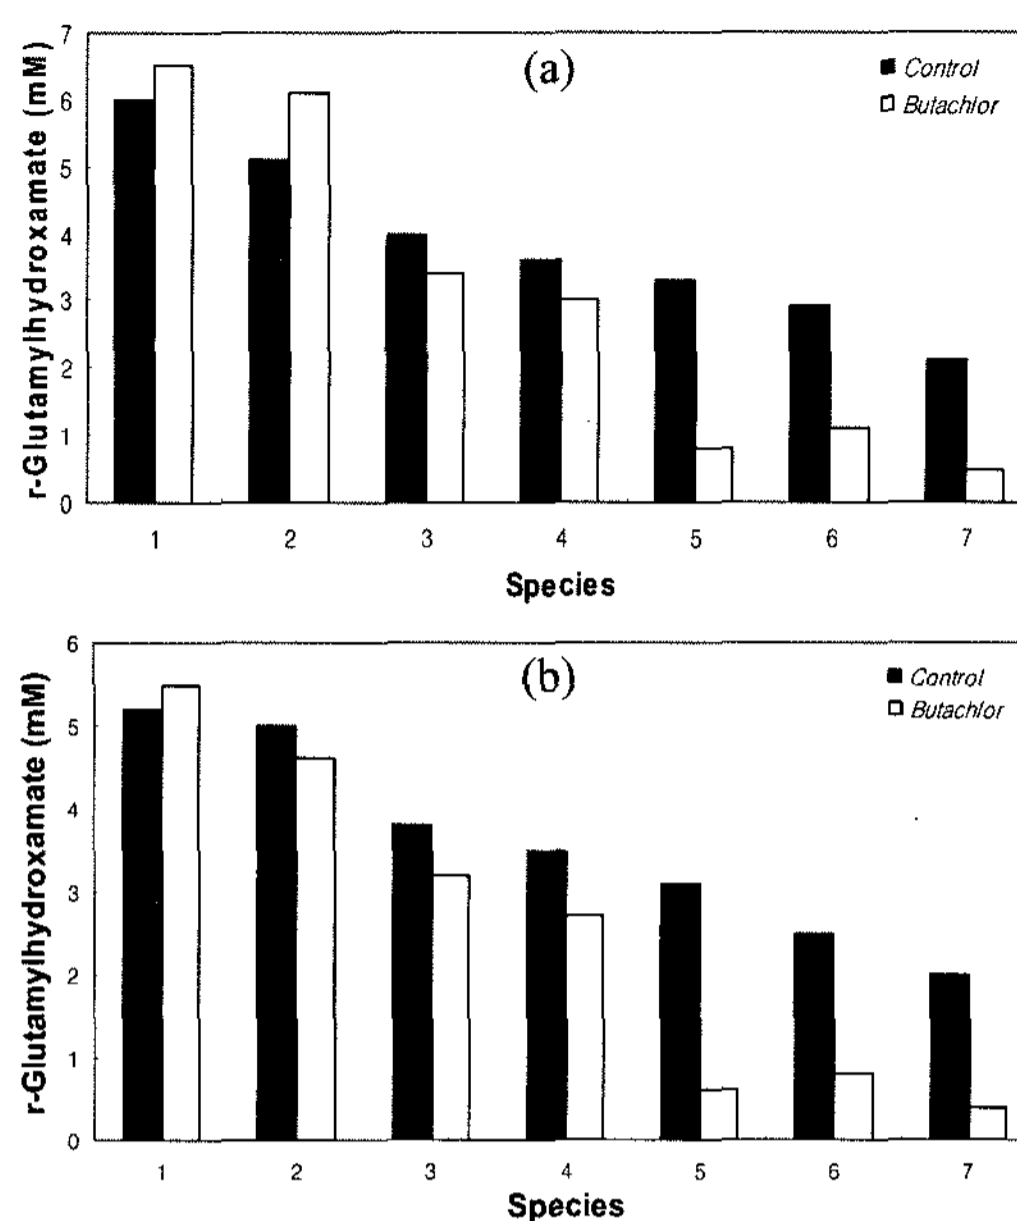 (a)
Control
Butachlor
r-Glutamylhydroxamate (mM)
7
6
5
4
3
2
1
0
1 2 3 4 5 6 7
Species
(b)
Control
Butachlor
r-Glutamylhydroxamate (mM)
6
5
4
3
2
1
0
1 2 3 4 5 6 7
Species